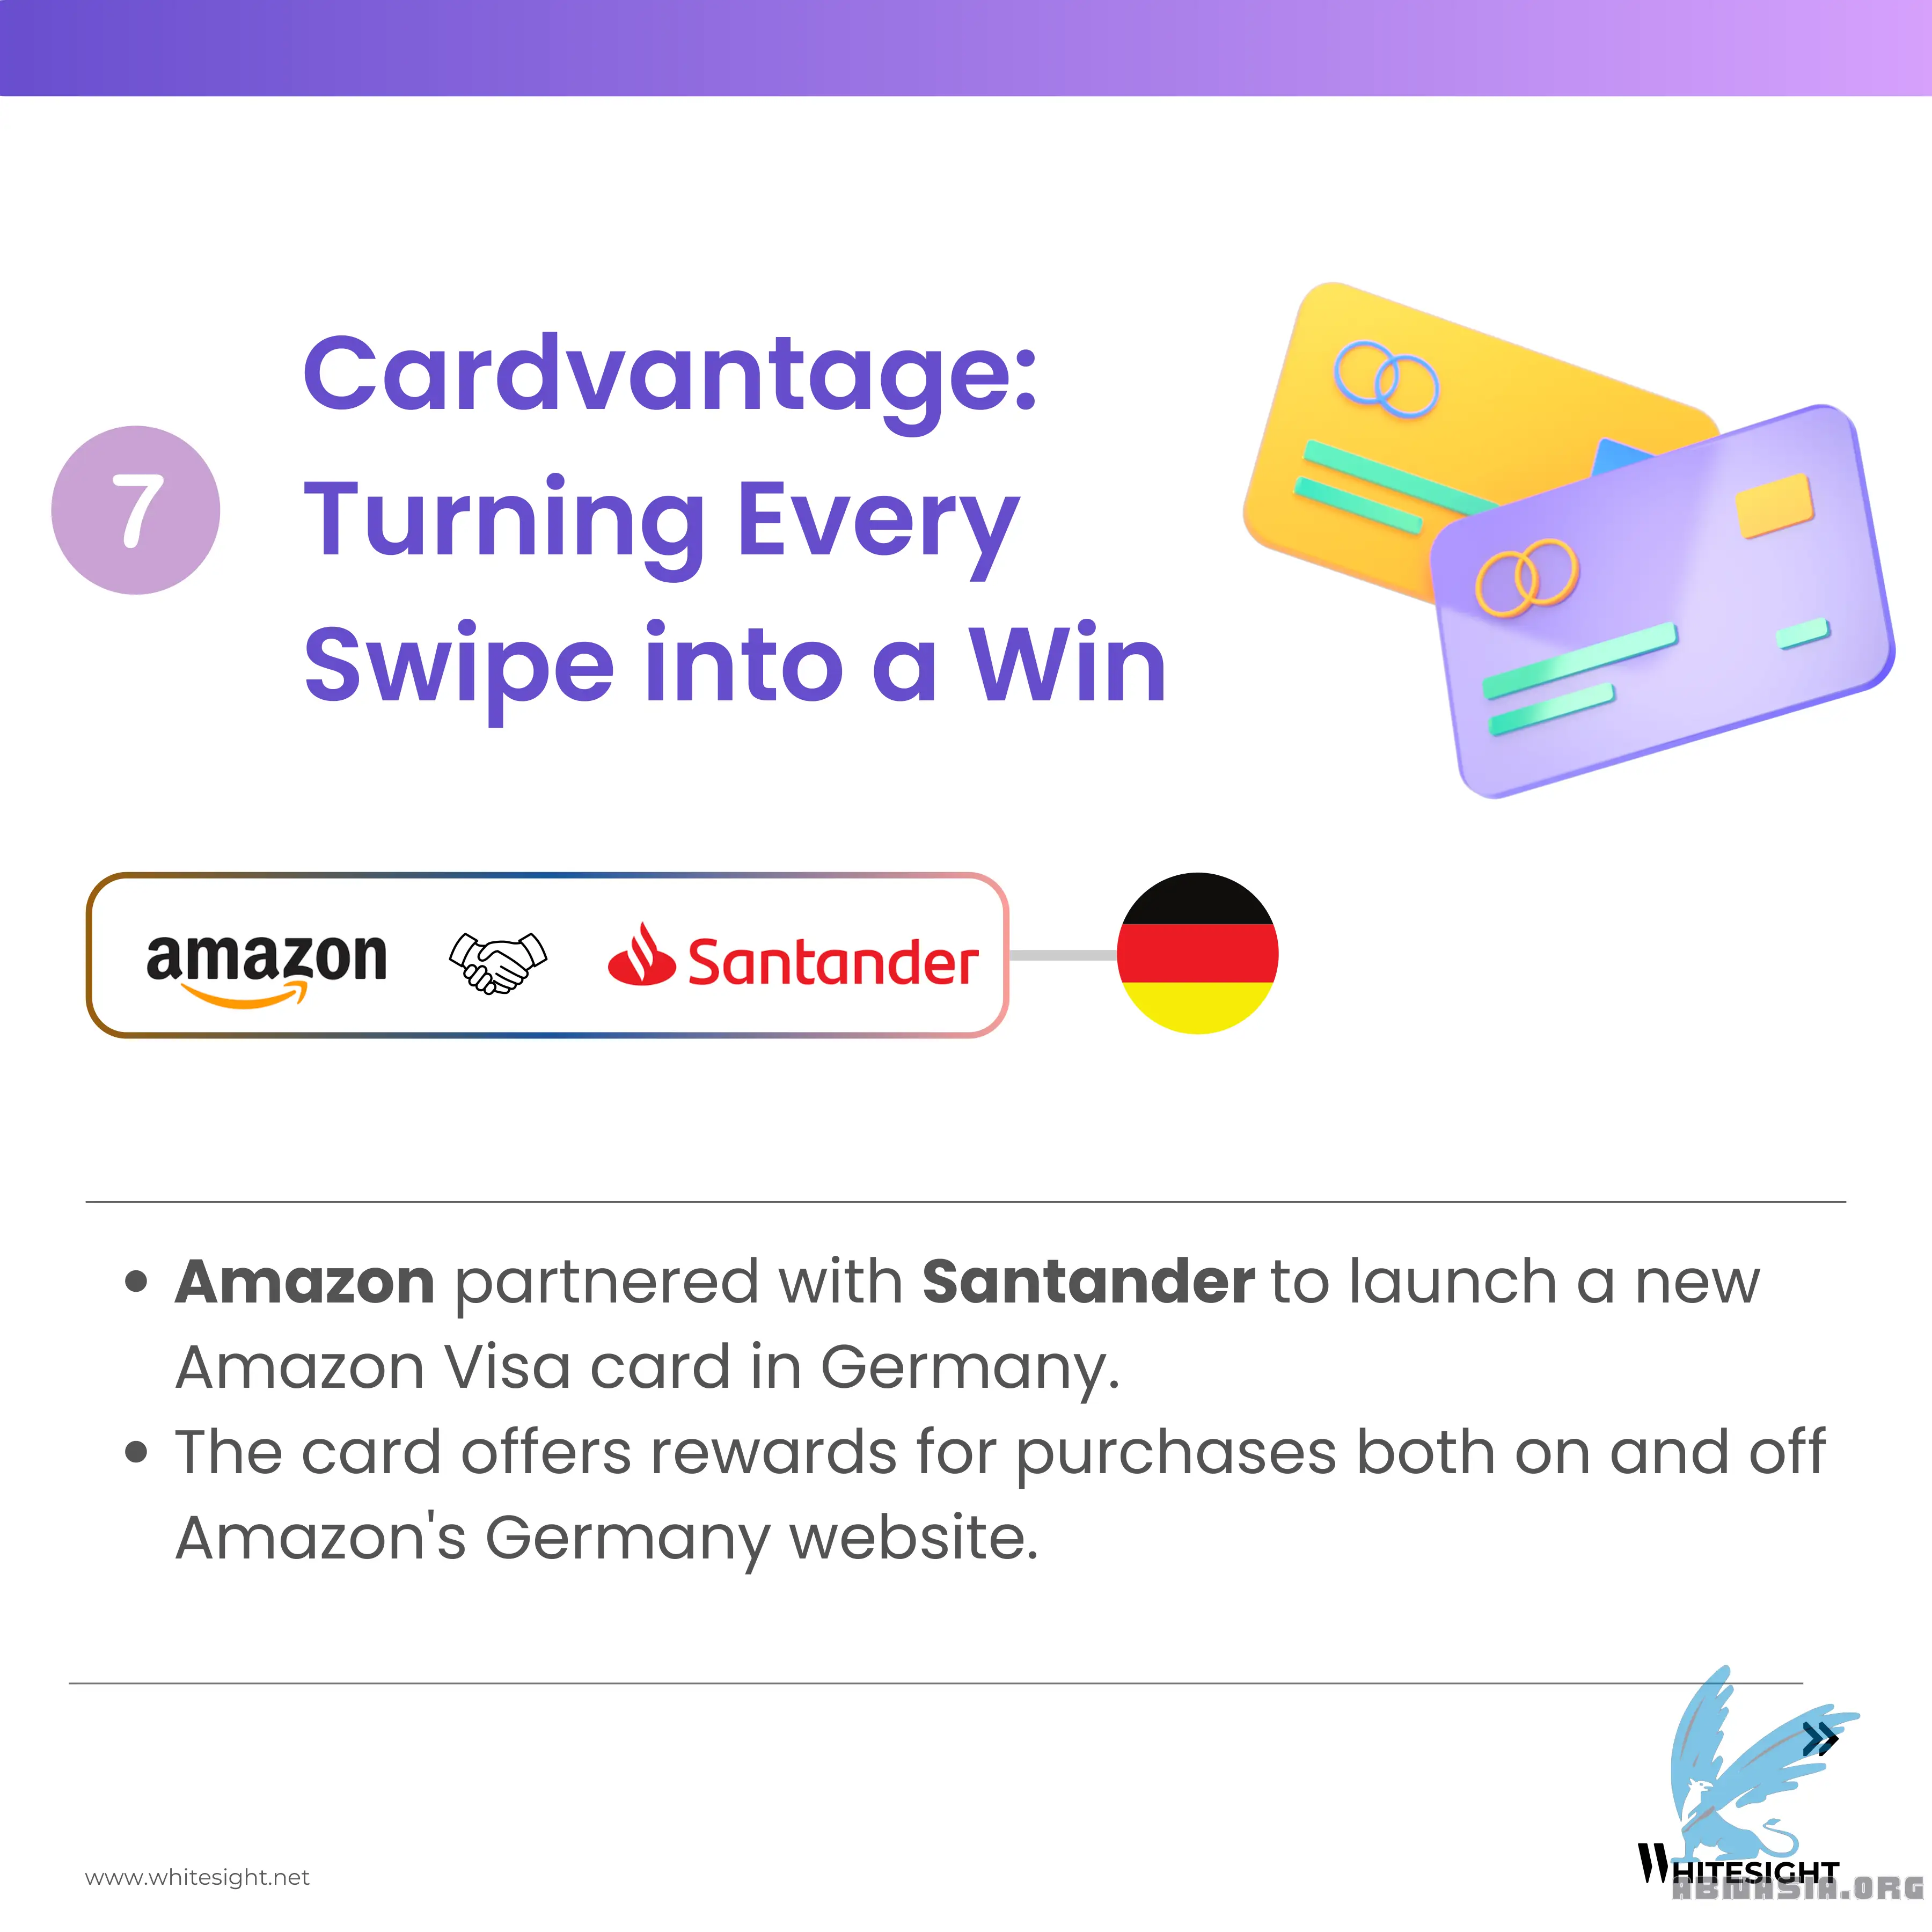 Cardvantage:
7
Turning Every
Swipe into a Win
amazon
Santander
• Amazon partnered with Santander to launch a new
Amazon Visa card in Germany.
• The card offers rewards for purchases both on and off
Amazon's Germany website.
www.whitesight.net
WHITESIGHT
ABMASIA.ORG